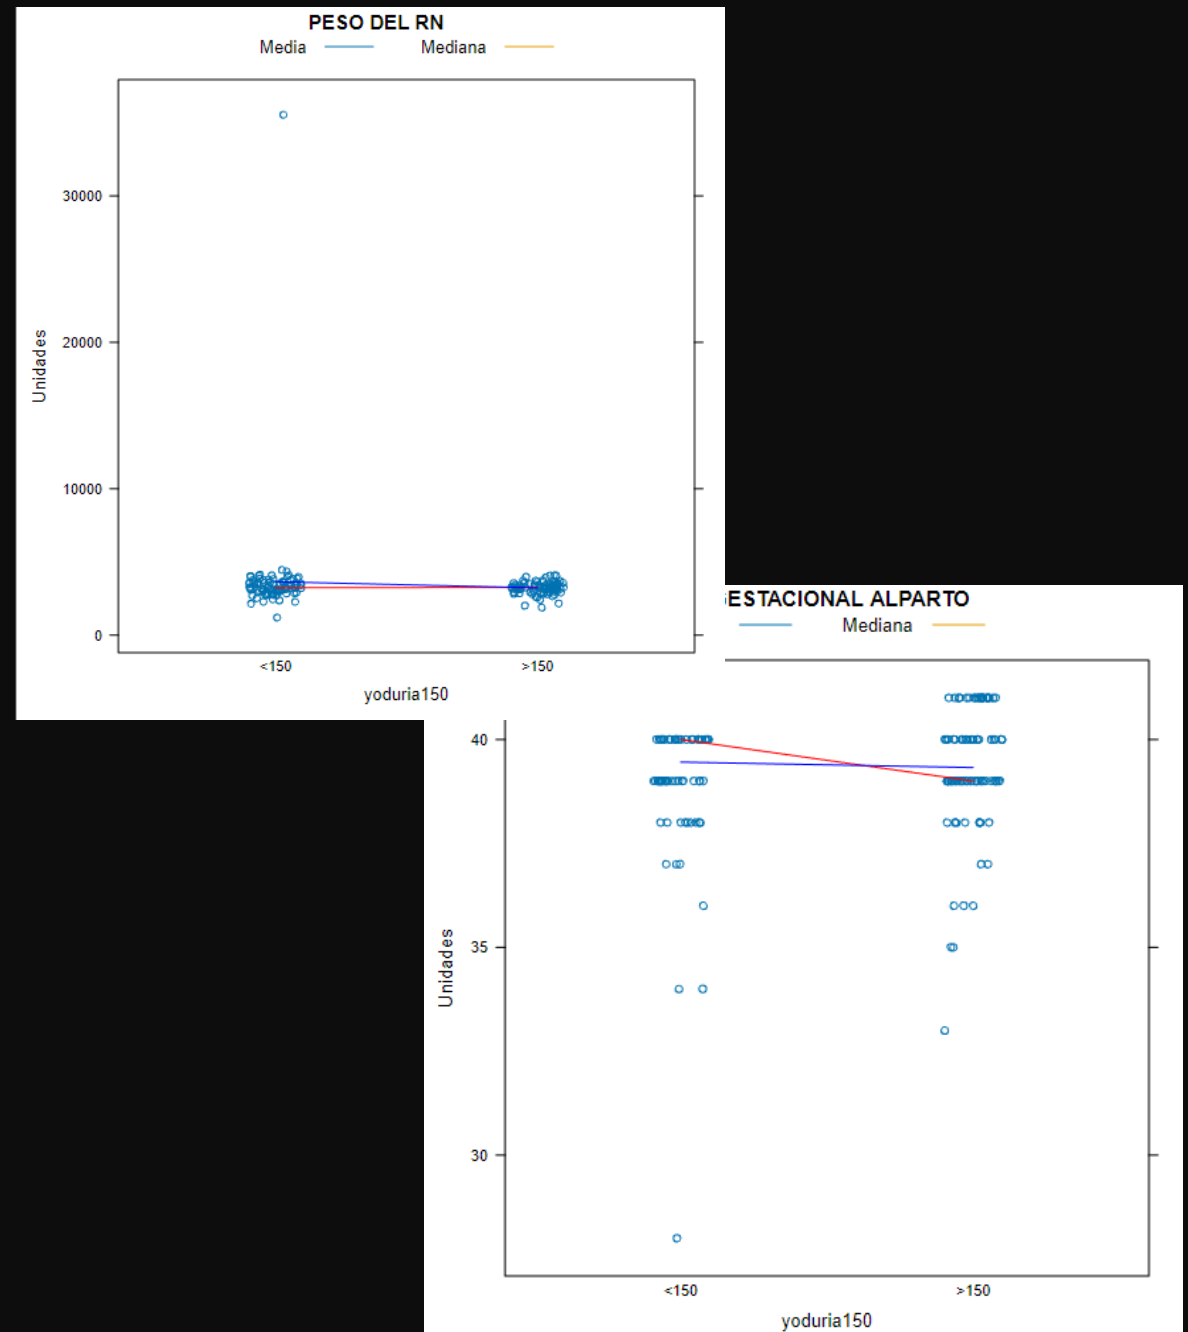 PESO DEL RN
Media Mediana
30000
20000
10000
0
Unidades
<150 >150
yoduria150
GESTACIONAL ALPARTO
Mediana
40
35
30
Unidades
<150 >150
yoduria150